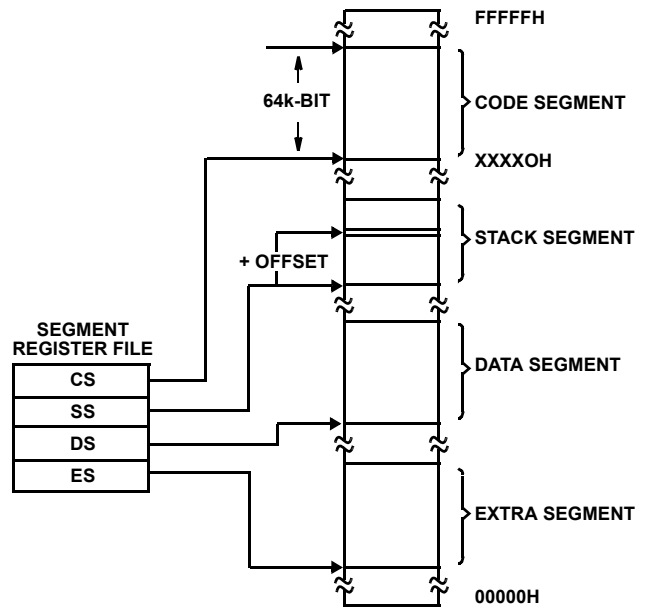 FFFFFH
64k-BIT
CODE SEGMENT
XXXXOH
STACK SEGMENT
+ OFFSET
SEGMENT
REGISTER FILE
CS
SS
DS
ES
DATA SEGMENT
EXTRA SEGMENT
00000H